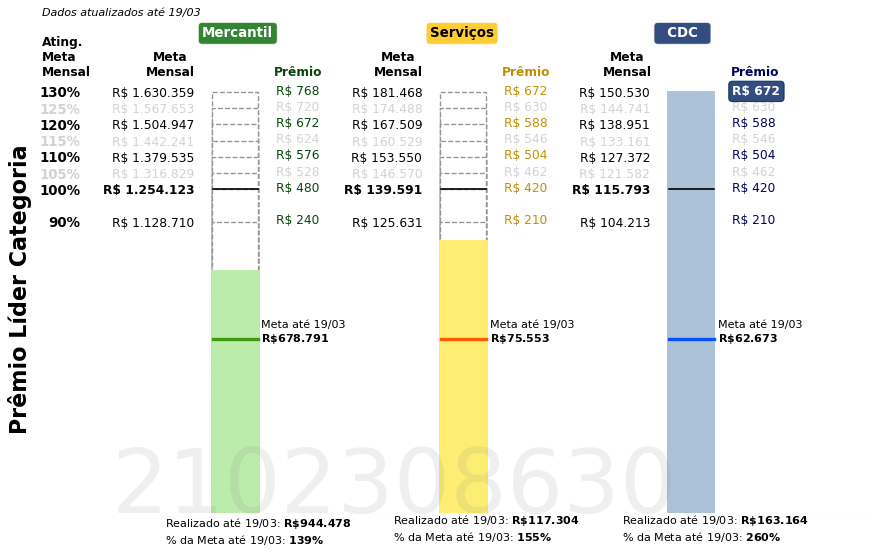 Dados atualizados até 19/03
Mercantil
Serviços
CDC
Ating.
Meta
Mensal
Meta
Mensal
Prêmio
Meta
Mensal
Prêmio
Meta
Mensal
Prêmio
130% R$ 1.630.359 R$ 768 R$ 181.468 R$ 672 R$ 150.530 R$ 672
125% R$ 1.567.653 R$ 720 R$ 174.488 R$ 630 R$ 144.741 R$ 630
120% R$ 1.504.947 R$ 672 R$ 167.509 R$ 588 R$ 138.951 R$ 588
115% R$ 1.442.241 R$ 624 R$ 160.529 R$ 546 R$ 133.161 R$ 546
110% R$ 1.379.535 R$ 576 R$ 153.550 R$ 504 R$ 127.372 R$ 504
105% R$ 1.316.829 R$ 528 R$ 146.570 R$ 462 R$ 121.582 R$ 462
100% R$ 1.254.123 R$ 480 R$ 139.591 R$ 420 R$ 115.793 R$ 420
90% R$ 1.128.710 R$ 240 R$ 125.631 R$ 210 R$ 104.213 R$ 210
Prêmio Líder Categoria
Meta até 19/03
R$678.791
Meta até 19/03
R$75.553
Meta até 19/03
R$62.673
2102308630
Realizado até 19/03: R$944.478
% da Meta até 19/03: 139%
Realizado até 19/03: R$117.304
% da Meta até 19/03: 155%
Realizado até 19/03: R$163.164
% da Meta até 19/03: 260%